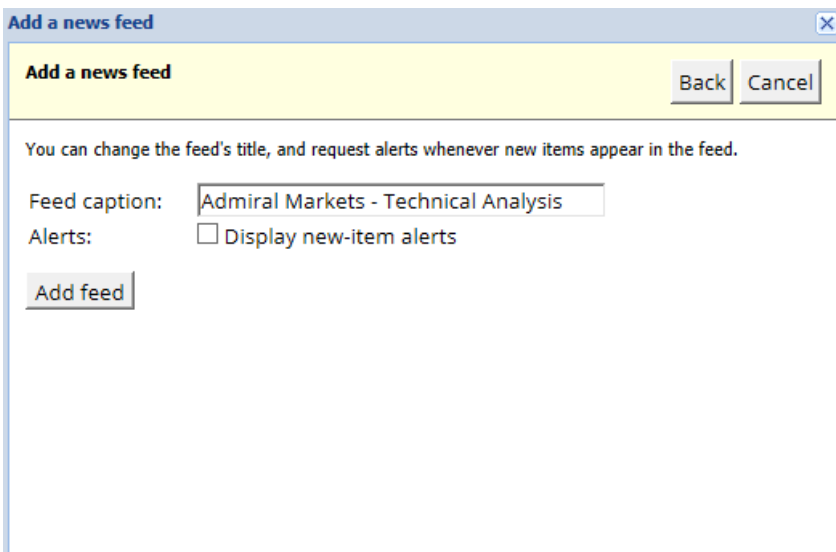 Add a news feed
Add a news feed
Back Cancel
You can change the feed's title, and request alerts whenever new items appear in the feed.
Feed caption: Admiral Markets - Technical Analysis
Alerts: Display new-item alerts
Add feed